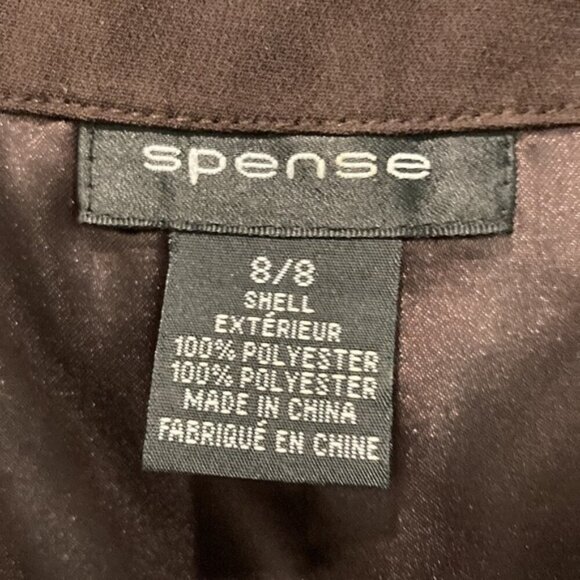 spense
8/8
SHELL
EXTÉRIEUR
100% POLYESTER
100% POLYESTER
MADE IN CHINA
FABRIQUÉ EN CHINE